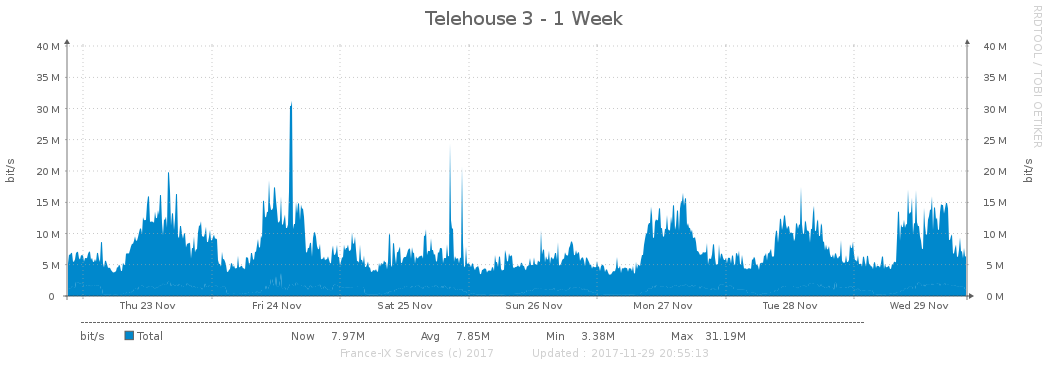 Telehouse 3 - 1 Week
RRDTOOL / TOBI OETIKER
40 M 40 M
35 M 35 M
30 M 30 M
25 M 25 M
20 M 20 M
15 M 15 M
10 M 10 M
5 M 5 M
0 0 M
bit/s
bit/s
Thu 23 Nov Fri 24 Nov Sat 25 Nov Sun 26 Nov Mon 27 Nov Tue 28 Nov Wed 29 Nov
bit/s Total Now 7.97M Avg 7.85M Min 3.38M Max 31.19M
France-IX Services (c) 2017 Updated : 2017-11-29 20:55:13